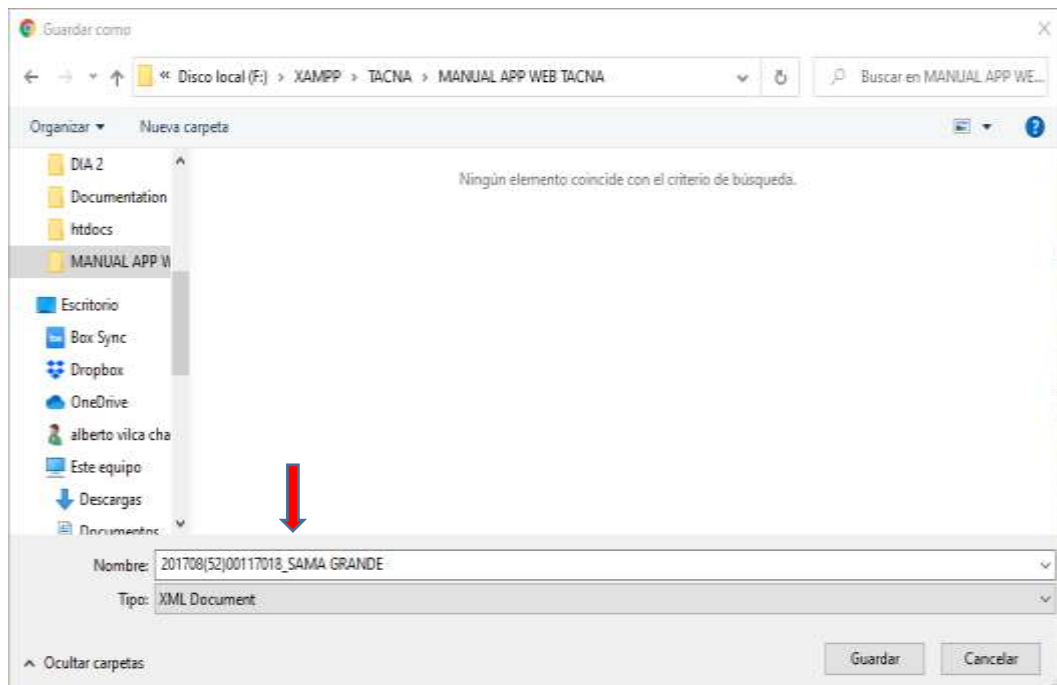 Guardar como
« Disco local (F:) › XAMPP › TACNA › MANUAL APP WEB TACNA
Buscar en MANUAL APP WE...
Organizar
Nueva carpeta
DIA 2
Documentation
htdocs
MANUAL APP W
Escritorio
Box Sync
Dropbox
OneDrive
alberto vilca cha
Este equipo
Descargas
Documentos
Ningún elemento coincide con el criterio de búsqueda.
Nombre: 201708(52)00117018_SAMA GRANDE
Tipo: XML Document
Ocultar carpetas
Guardar
Cancelar